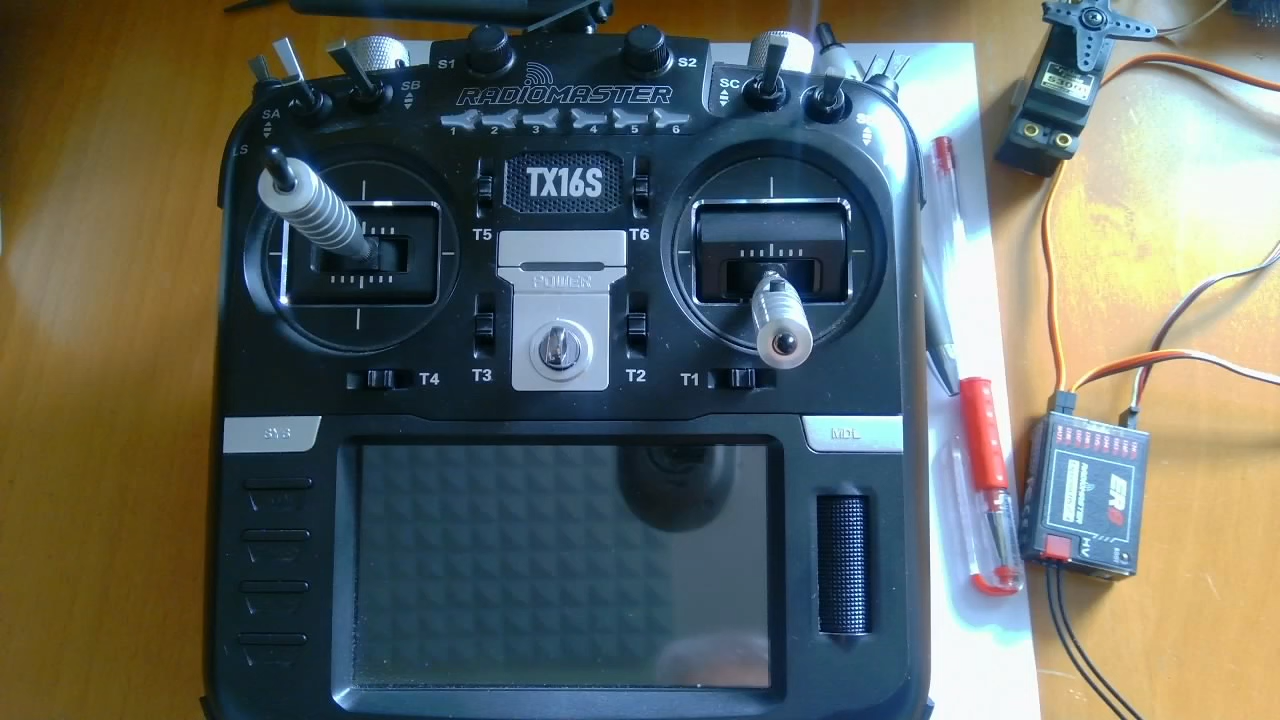 S1
S2
SA
SB
SC
RADIOMASTER
1 2 3 4 5 6
TX16S
T5
T6
POWER
T3
T2
T4
T1
SYS
MDL
ER8
RADIOMASTER
HV